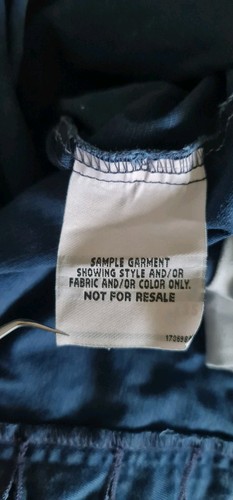 SAMPLE GARMENT
SHOWING STYLE AND/OR
FABRIC AND/OR COLOR ONLY.
NOT FOR RESALE